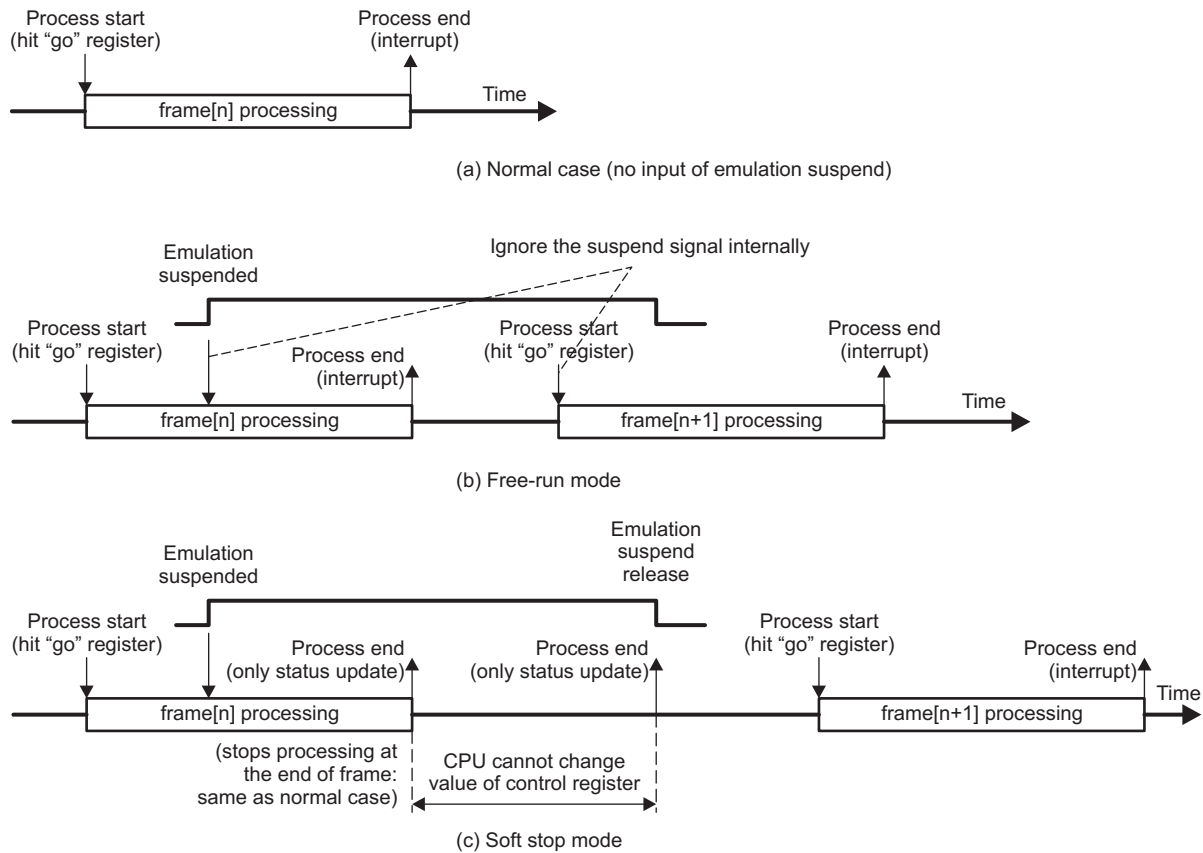 Process start
(hit “go” register)
Process end
(interrupt)
frame[n] processing
Time
(a) Normal case (no input of emulation suspend)
Emulation
suspended
Ignore the suspend signal internally
Process start
(hit “go” register)
Process end
(interrupt)
Process start
(hit “go” register)
Process end
(interrupt)
frame[n] processing
frame[n+1] processing
Time
(b) Free-run mode
Emulation
suspended
Emulation
suspend
release
Process start
(hit “go” register)
Process end
(only status update)
Process end
(only status update)
Process start
(hit “go” register)
Process end
(interrupt)
frame[n] processing
frame[n+1] processing
Time
(stops processing at
the end of frame:
same as normal case)
CPU cannot change
value of control register
(c) Soft stop mode